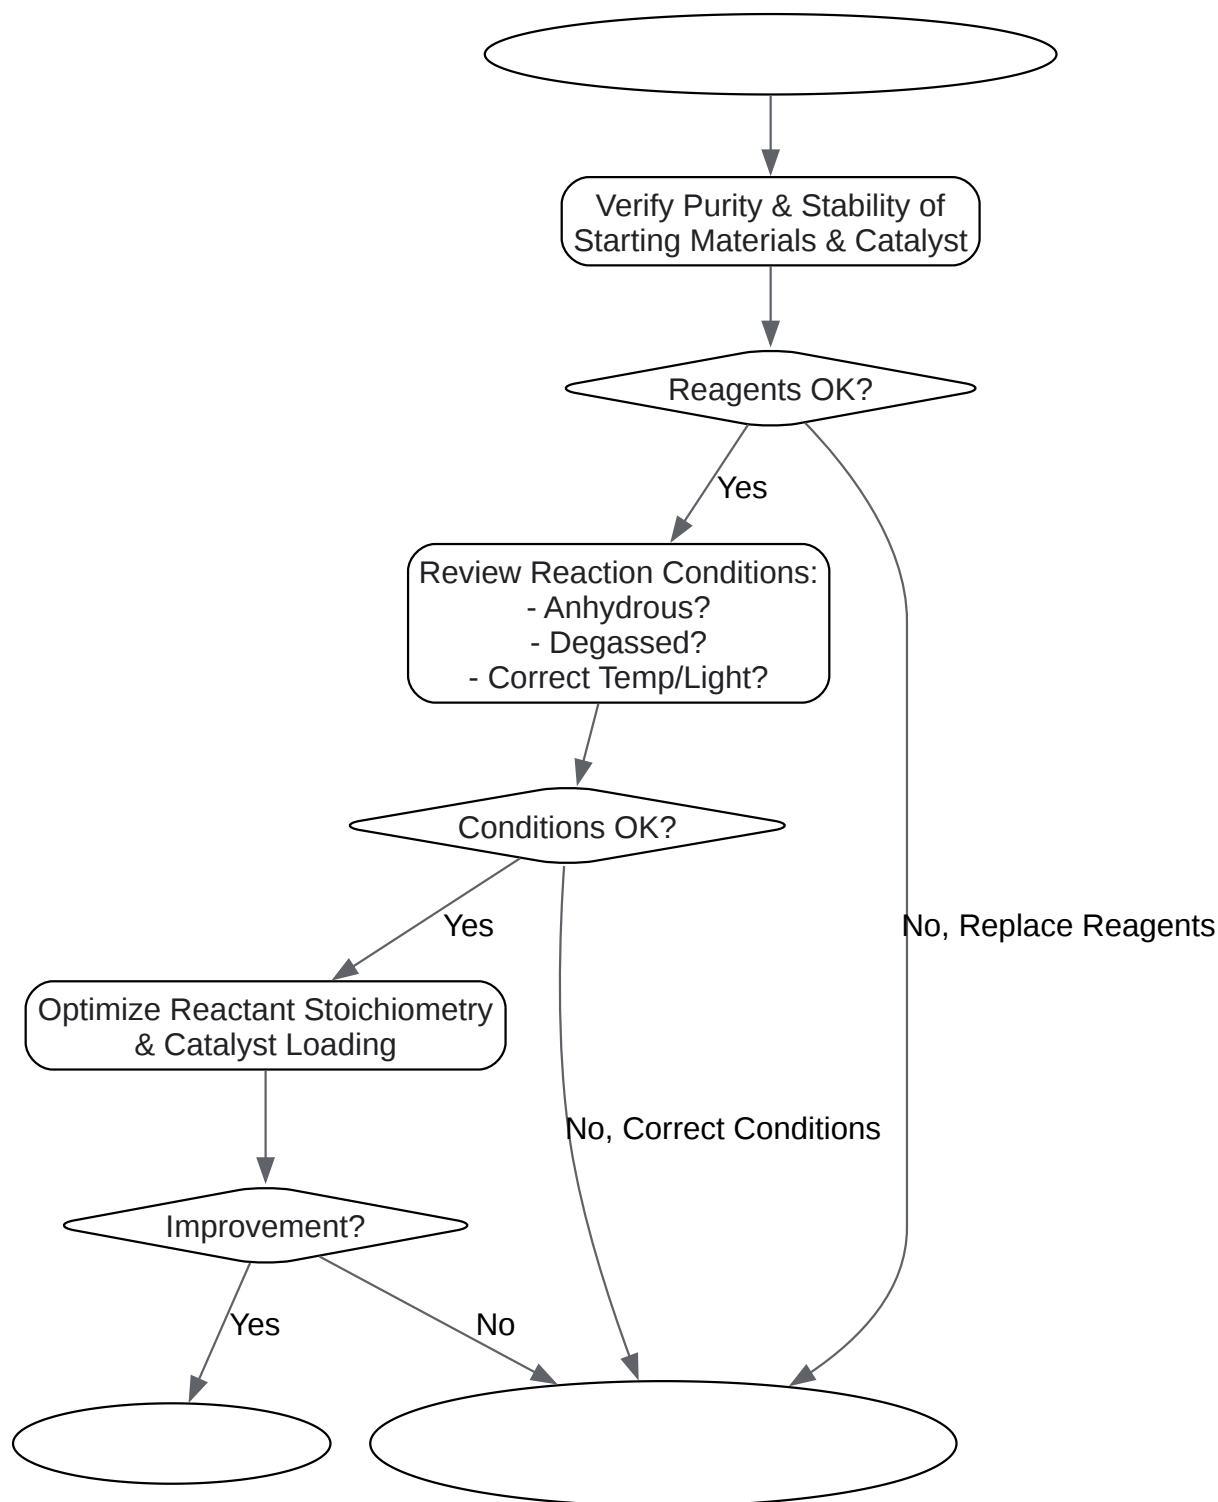 Verify Purity & Stability of
Starting Materials & Catalyst
Reagents OK?
Yes
Review Reaction Conditions:
- Anhydrous?
- Degassed?
- Correct Temp/Light?
Conditions OK?
Yes
No, Replace Reagents
Optimize Reactant Stoichiometry
& Catalyst Loading
No, Correct Conditions
Improvement?
Yes
No